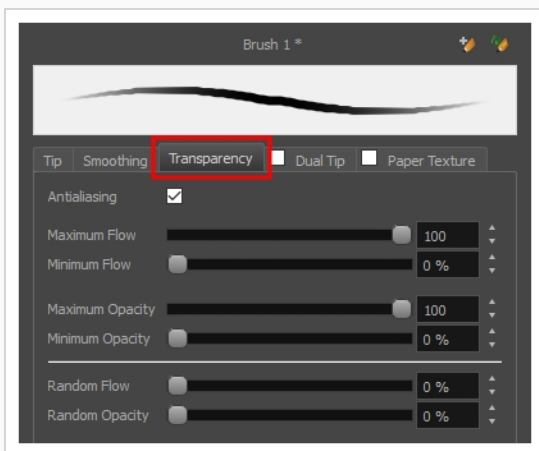 Brush 1 *
Tip Smoothing Transparency Dual Tip Paper Texture
Antialiasing
Maximum Flow 100
Minimum Flow 0 %
Maximum Opacity 100
Minimum Opacity 0 %
Random Flow 0 %
Random Opacity 0 %